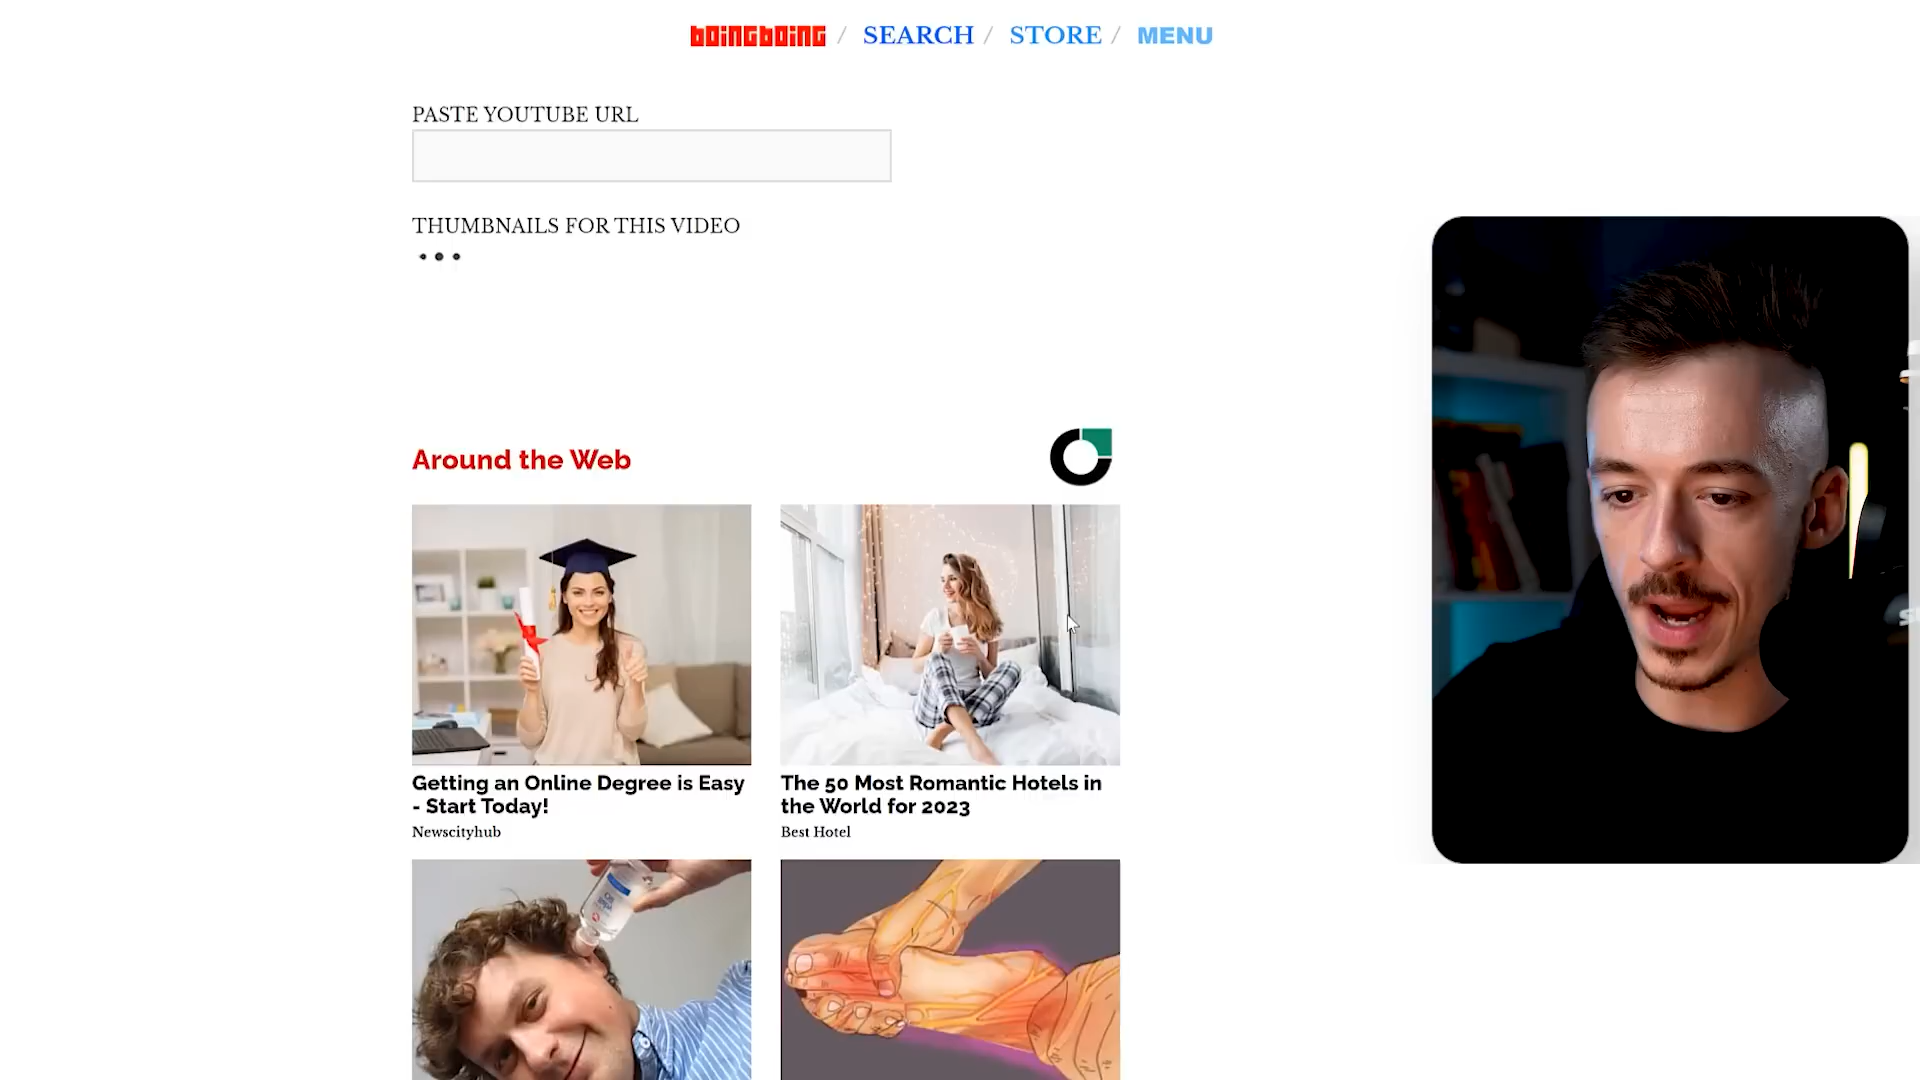 boingboing / SEARCH / STORE / MENU
PASTE YOUTUBE URL
THUMBNAILS FOR THIS VIDEO
Around the Web
Getting an Online Degree is Easy
- Start Today!
Newscityhub
The 50 Most Romantic Hotels in
the World for 2023
Best Hotel